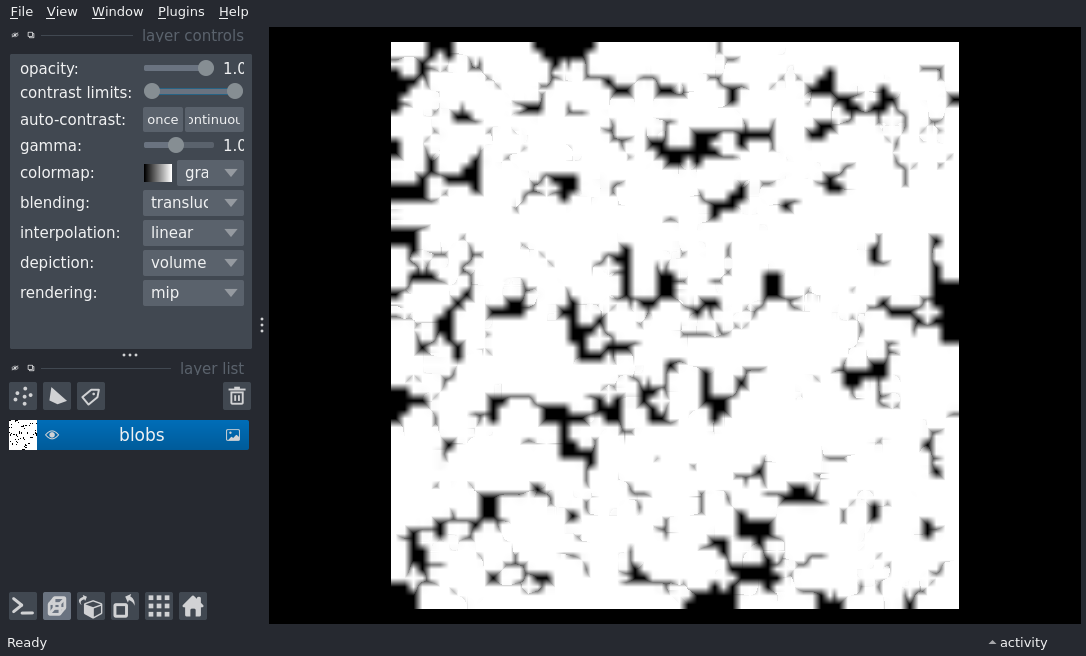 File View Window Plugins Help
layer controls
opacity: 1.0
contrast limits:
auto-contrast: once ontinuou
gamma: 1.0
colormap: gra
blending: transluc
interpolation: linear
depiction: volume
rendering: mip
layer list
blobs
Ready
activity